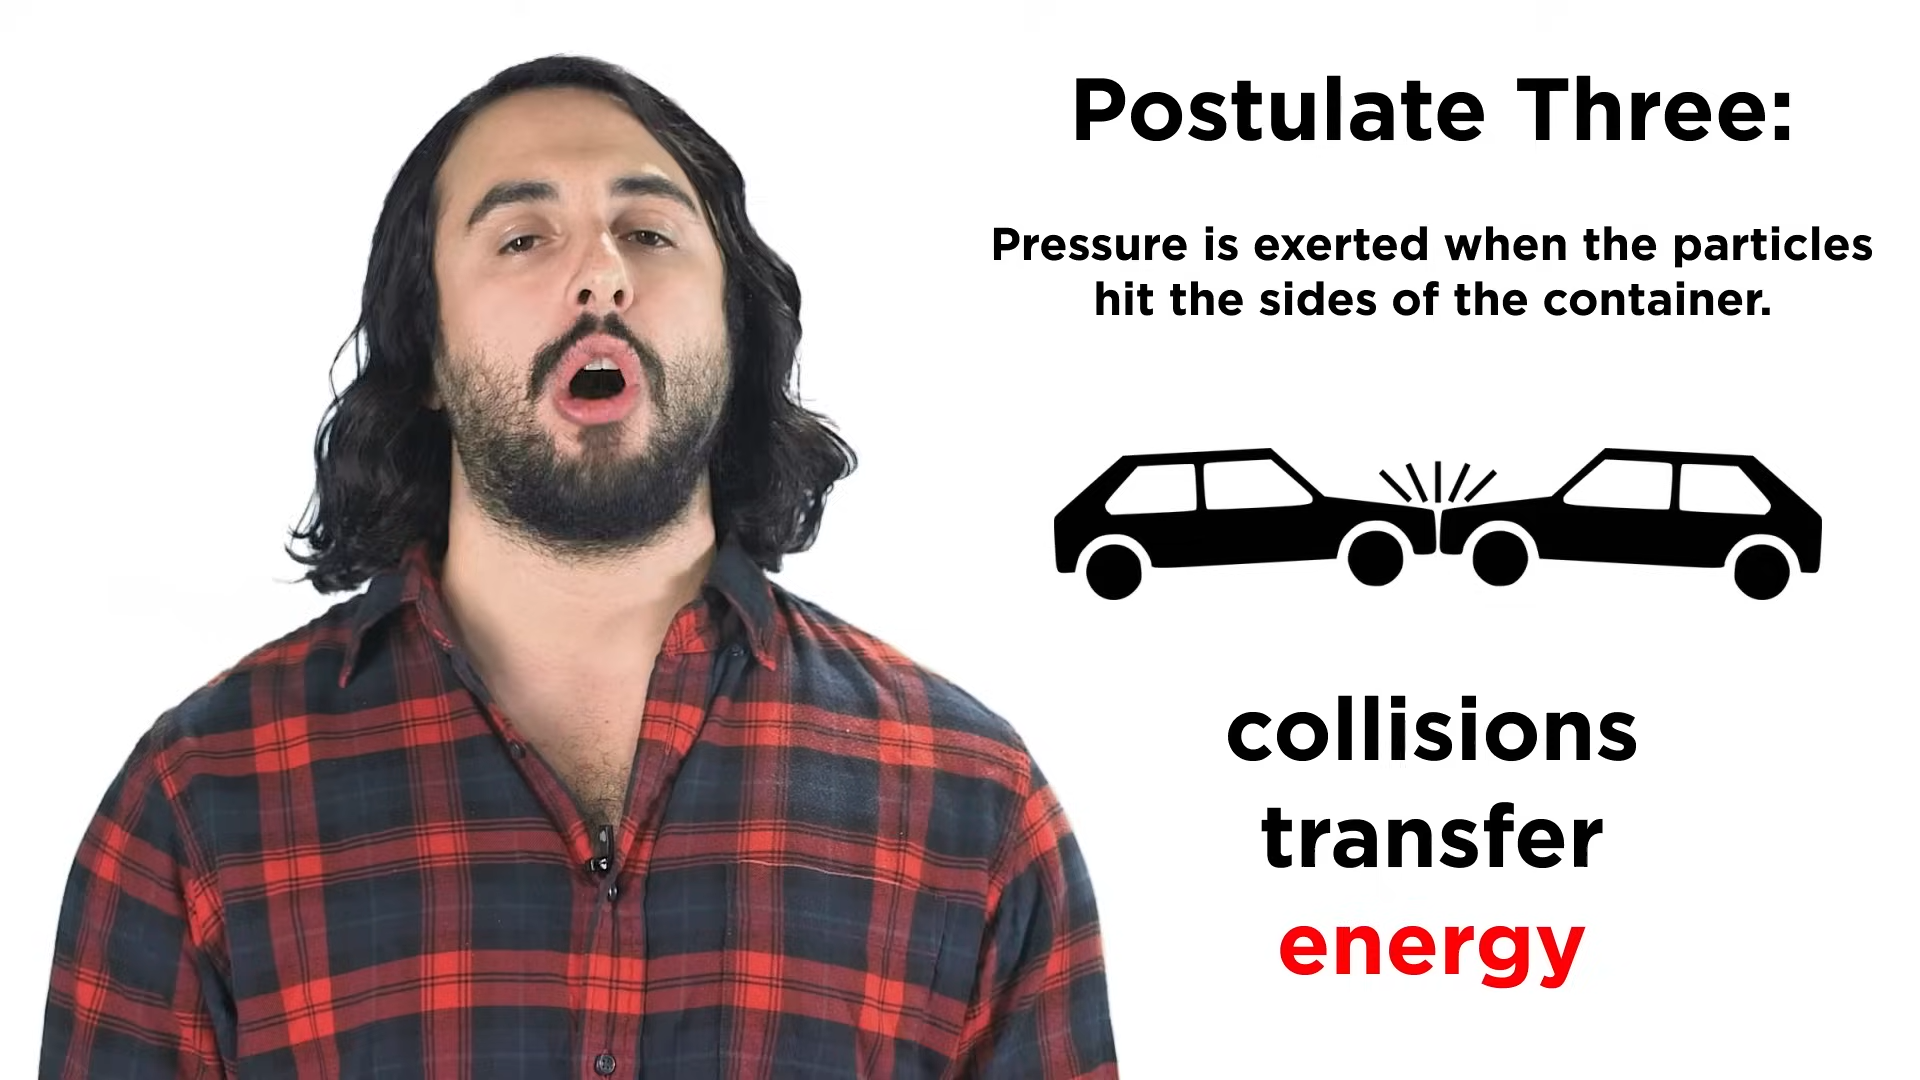 Postulate Three:
Pressure is exerted when the particles
hit the sides of the container.
collisions
transfer
energy